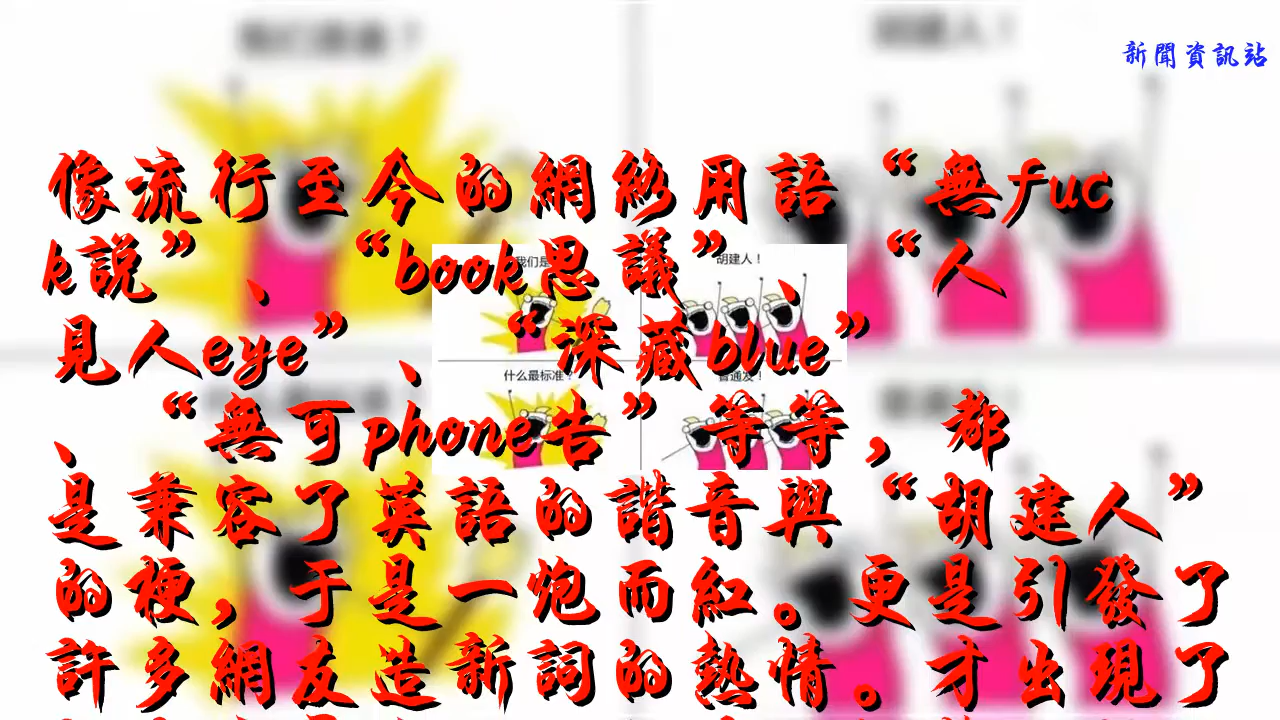 新聞資訊站
像流行至今的網絡用語“無fuc
k説”、“book思議”、“人
見人eye”、“深藏blue”
、“無可phone告”等等，都
是兼容了英語的諧音與“胡建人”
的梗，于是一炮而紅。更是引發了
許多網友造新詞的熱情。才出現了
我们是
胡建人！
什么最标准？
普通发！